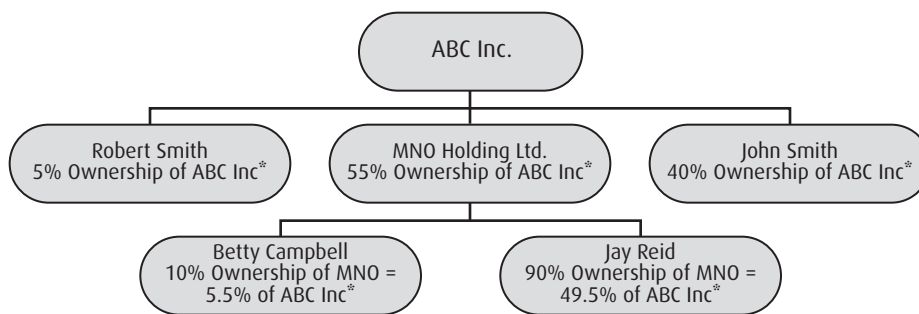 ABC Inc.
Robert Smith
5% Ownership of ABC Inc*
MNO Holding Ltd.
55% Ownership of ABC Inc*
John Smith
40% Ownership of ABC Inc*
Betty Campbell
10% Ownership of MNO =
5.5% of ABC Inc*
Jay Reid
90% Ownership of MNO =
49.5% of ABC Inc*